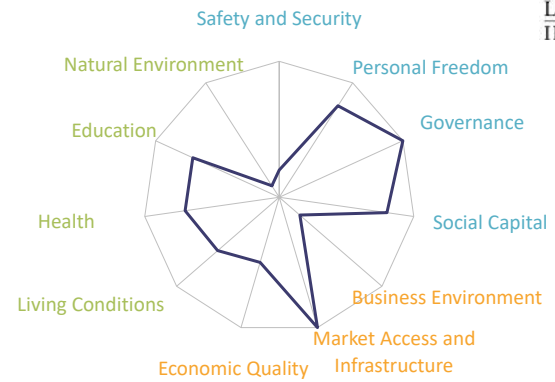 Safety and Security
Natural Environment
Personal Freedom
Education
Governance
Health
Social Capital
Living Conditions
Business Environment
Market Access and
Infrastructure
Economic Quality